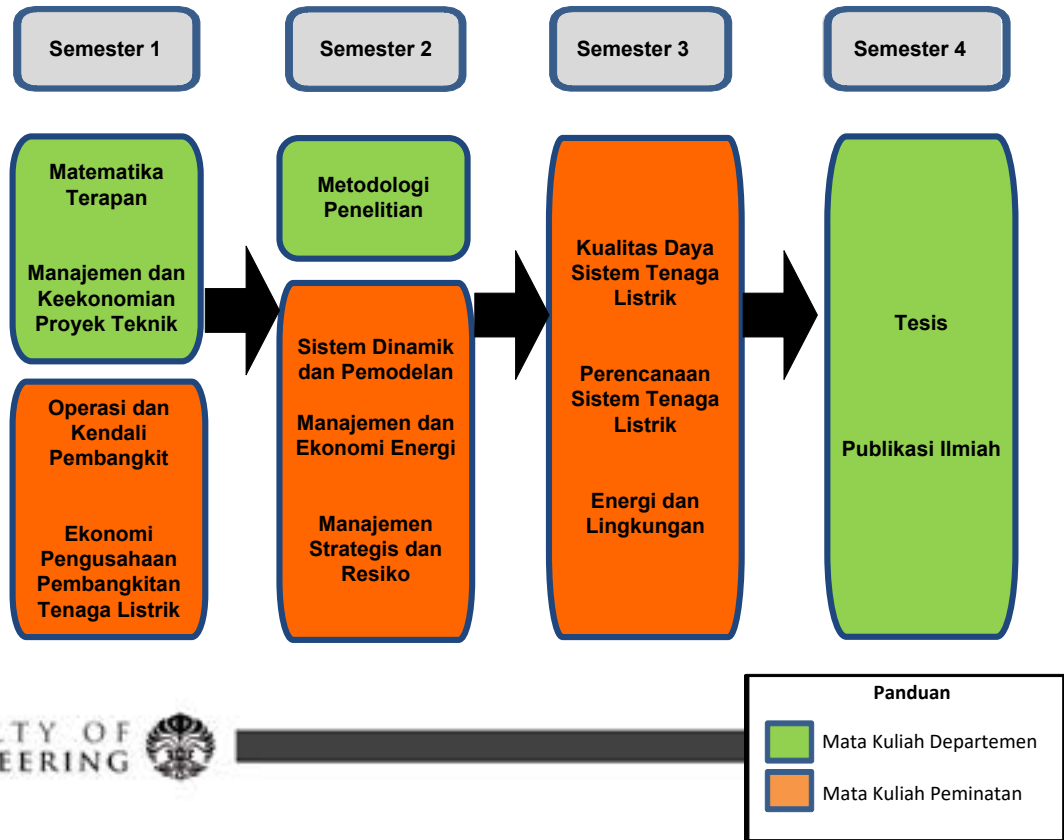 Semester 1
Semester 2
Semester 3
Semester 4
Matematika
Terapan
Manajemen dan
Keekonomian
Proyek Teknik
Operasi dan
Kendali
Pembangkit
Ekonomi
Pengusahaan
Pembangkitan
Tenaga Listrik
Metodologi
Penelitian
Sistem Dinamik
dan Pemodelan
Manajemen dan
Ekonomi Energi
Manajemen
Strategis dan
Resiko
Kualitas Daya
Sistem Tenaga
Listrik
Perencanaan
Sistem Tenaga
Listrik
Energi dan
Lingkungan
Tesis
Publikasi Ilmiah
LTY OF
EERING
Panduan
Mata Kuliah Departemen
Mata Kuliah Peminatan